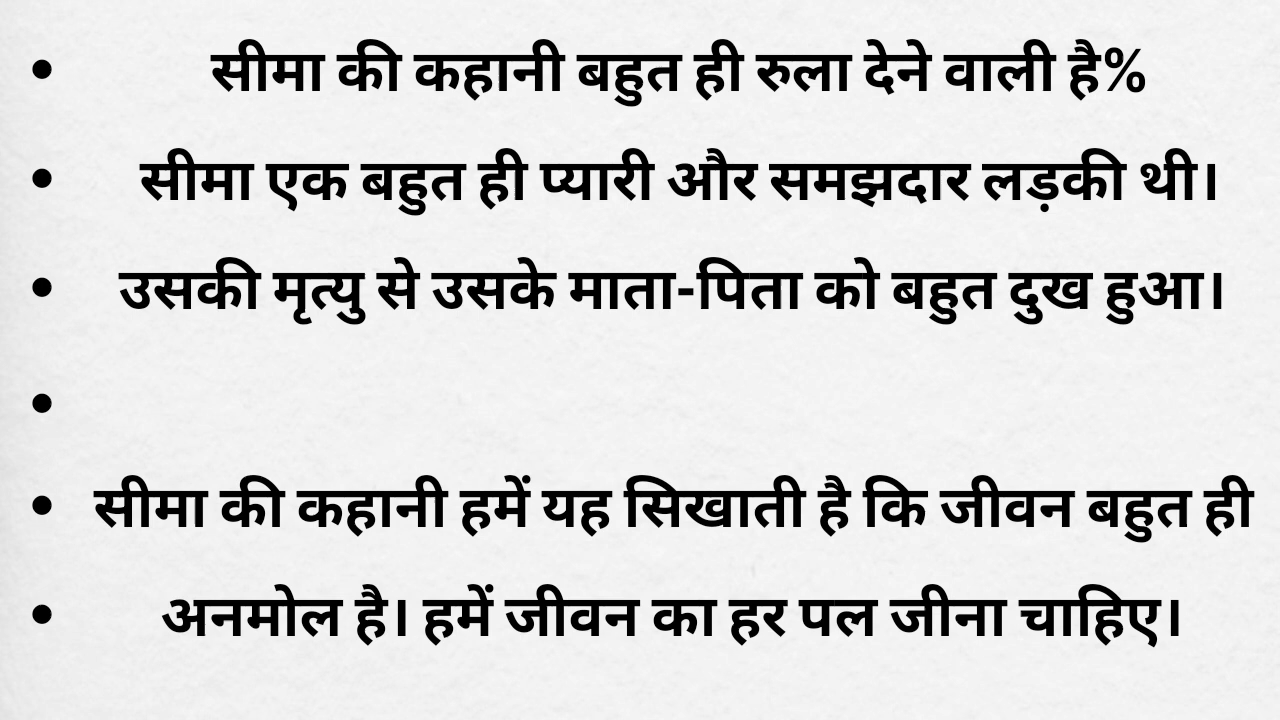 • सीमा की कहानी बहुत ही रुला देने वाली है%
• सीमा एक बहुत ही प्यारी और समझदार लड़की थी।
• उसकी मृत्यु से उसके माता-पिता को बहुत दुख हुआ।
•
• सीमा की कहानी हमें यह सिखाती है कि जीवन बहुत ही
• अनमोल है। हमें जीवन का हर पल जीना चाहिए।